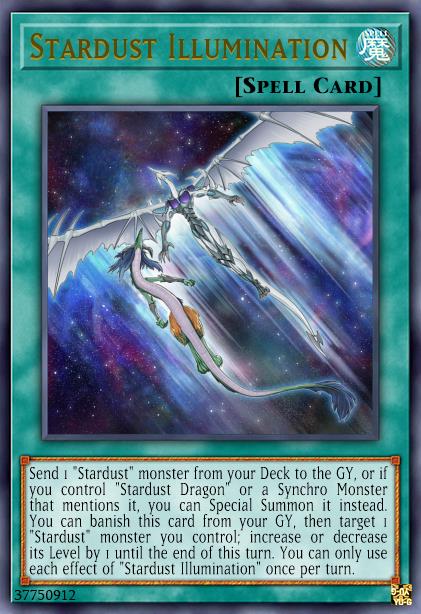 STARDUST ILLUMINATION
魔
[SPELL CARD]
Send 1 "Stardust" monster from your Deck to the GY, or if
you control "Stardust Dragon" or a Synchro Monster
that mentions it, you can Special Summon it instead.
You can banish this card from your GY, then target 1
"Stardust" monster you control; increase or decrease
its Level by 1 until the end of this turn. You can only use
each effect of "Stardust Illumination" once per turn.
37750912